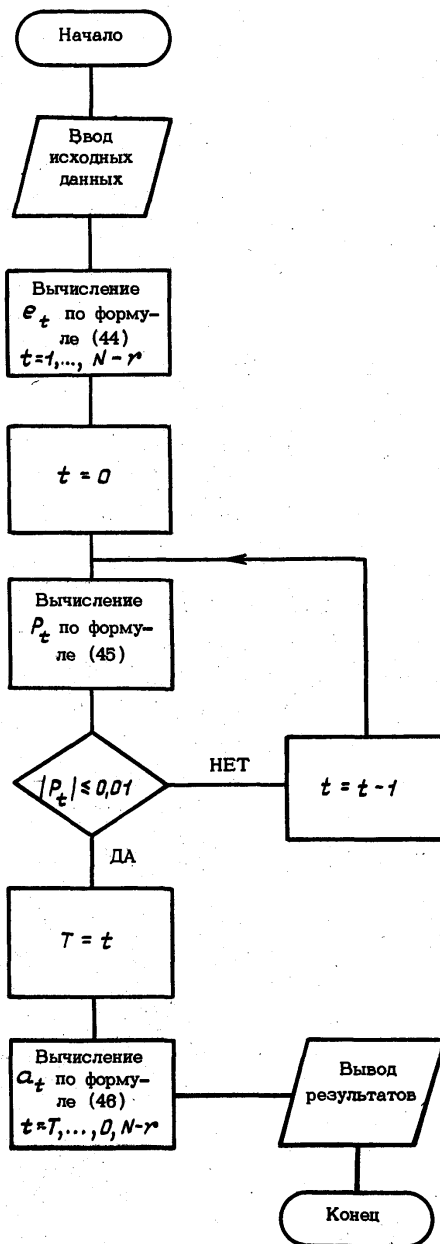 Начало
Ввод
исходных
данных
Вычисление
e_t по форму-
ле (44)
t=1,..., N-r
t = 0
Вычисление
P_t по форму-
ле (45)
|P_t| ≤ 0,01
НЕТ
t = t-1
ДА
T = t
Вычисление
a_t по форму-
ле (46)
t=T,...,0, N-r
Вывод
результатов
Конец